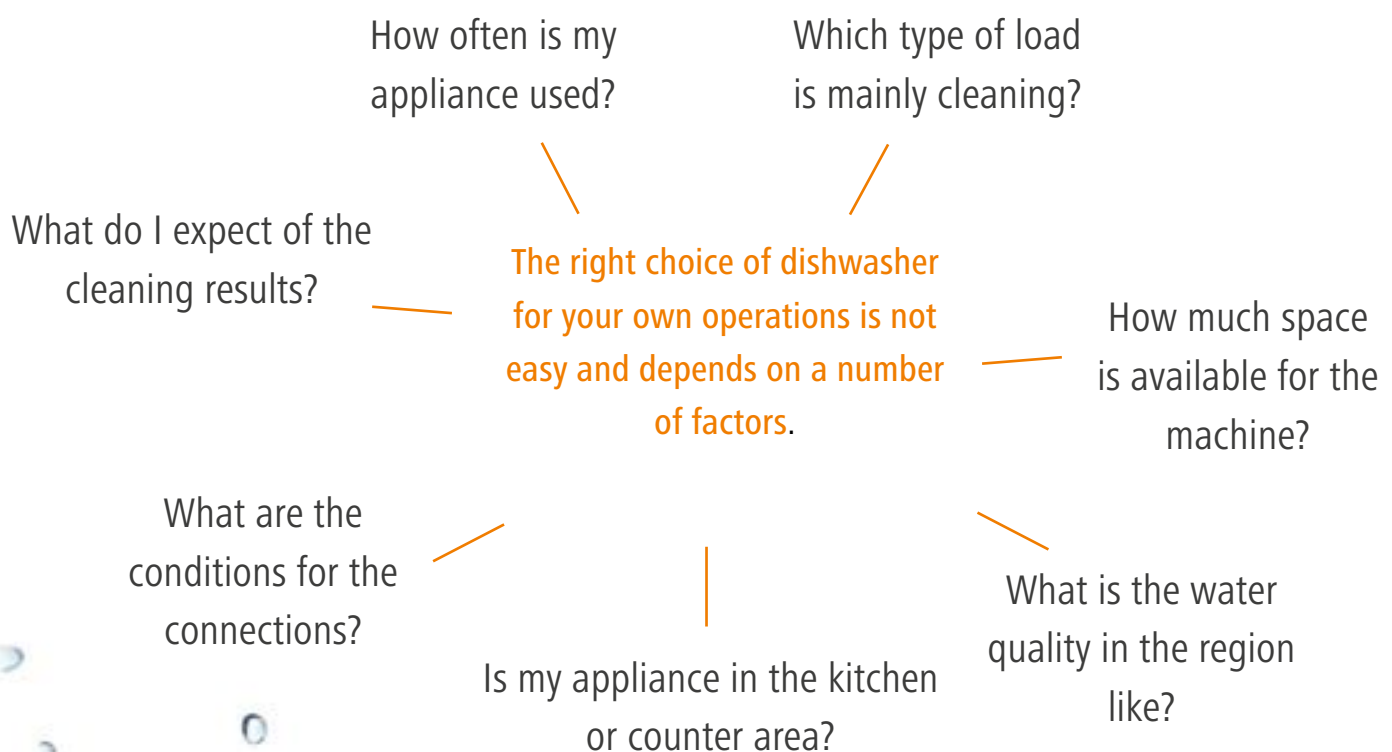 How often is my
appliance used?
Which type of load
is mainly cleaning?
What do I expect of the
cleaning results?
The right choice of dishwasher
for your own operations is not
easy and depends on a number
of factors.
How much space
is available for the
machine?
What are the
conditions for the
connections?
Is my appliance in the kitchen
or counter area?
What is the water
quality in the region
like?